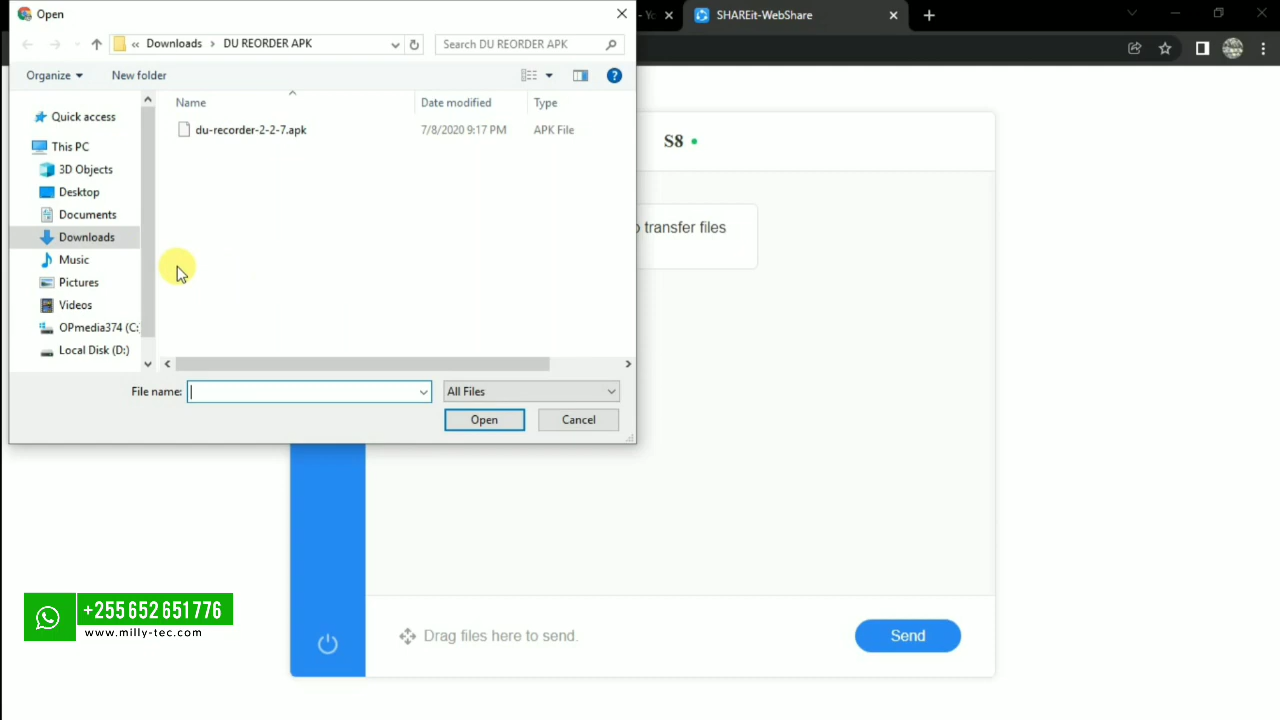 Open
SHAREit-WebShare
« Downloads > DU REORDER APK
Search DU REORDER APK
Organize
New folder
Name
Date modified
Type
du-recorder-2-2-7.apk
7/8/2020 9:17 PM
APK File
Quick access
This PC
3D Objects
Desktop
Documents
Downloads
Music
Pictures
Videos
OPmedia374 (C:
Local Disk (D:)
File name:
All Files
Open
Cancel
S8
transfer files
Drag files here to send.
Send
+255 652 651 776
www.milly-tec.com